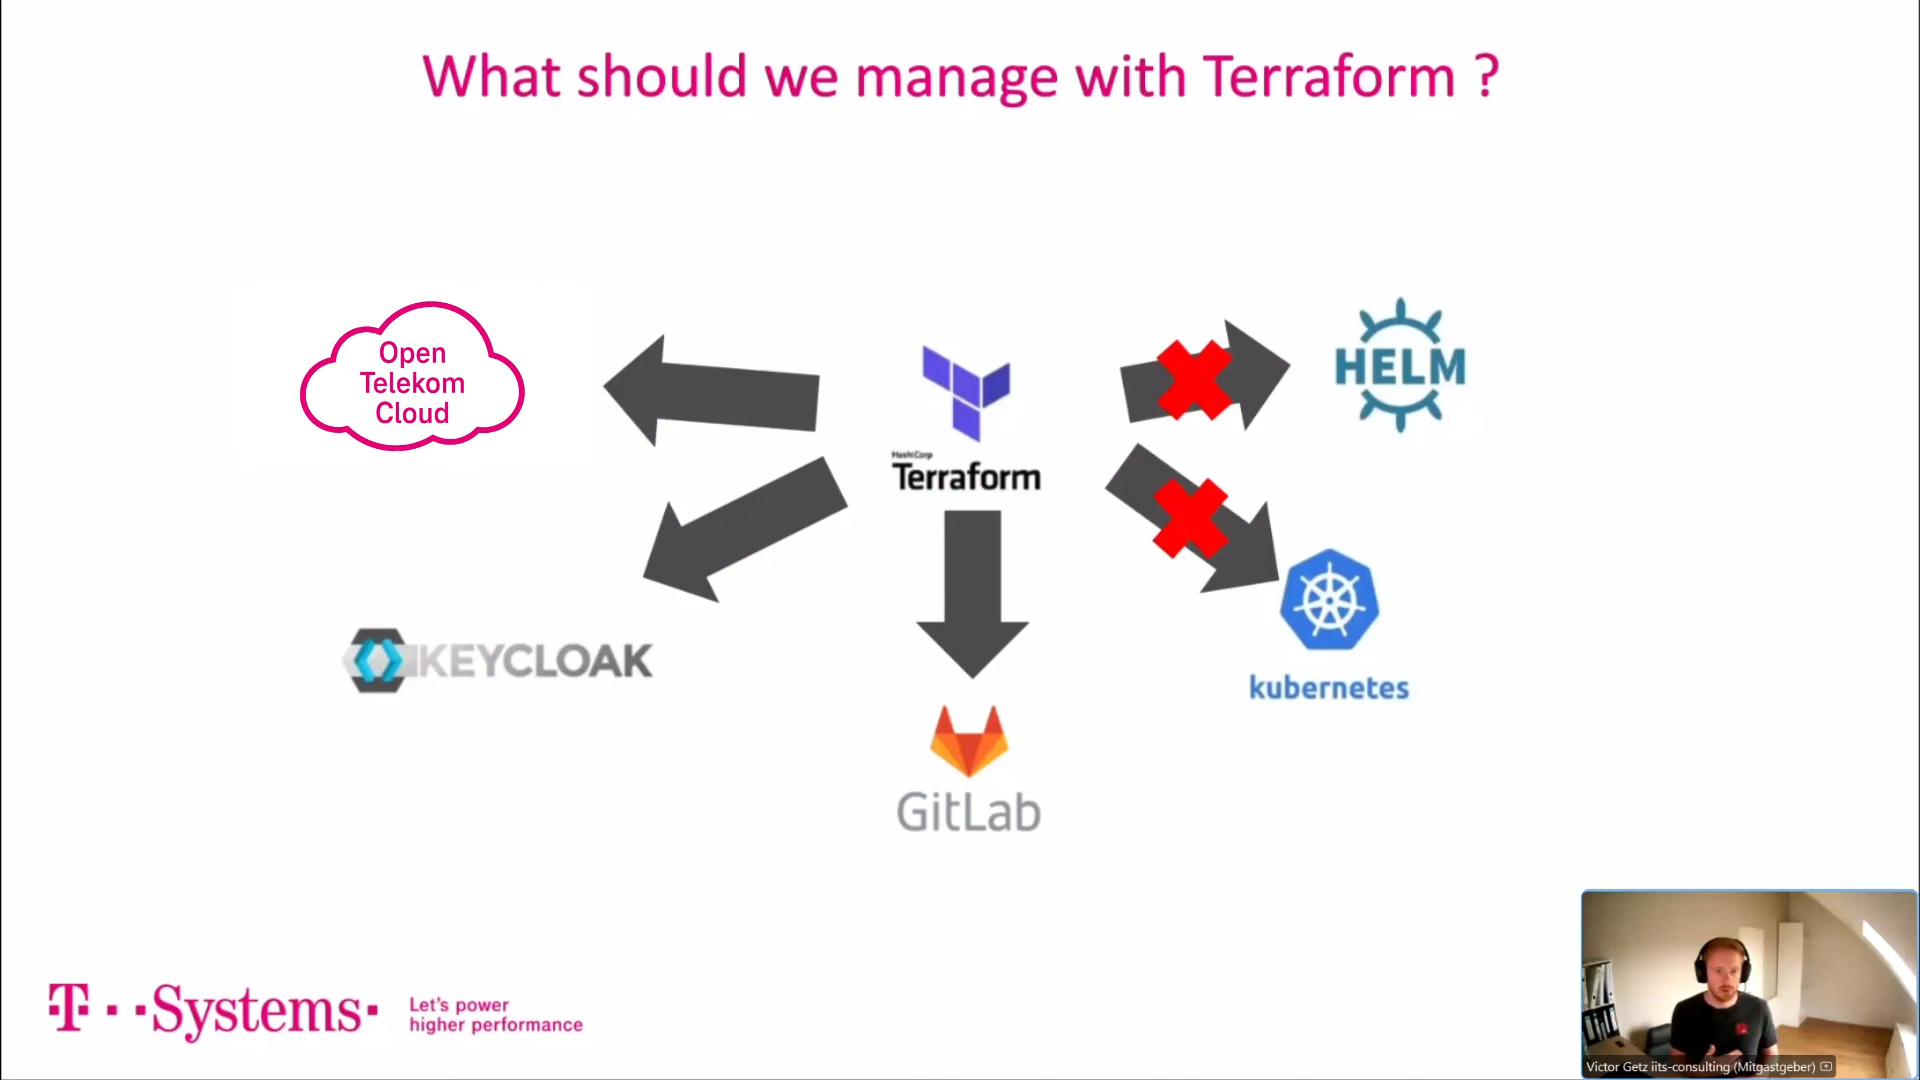 What should we manage with Terraform ?
Open
Telekom
Cloud
HashiCorp
Terraform
HELM
KEYCLOAK
kubernetes
GitLab
T · · Systems ·
Let's power
higher performance
Victor Getz iits-consulting (Mitgastgeber)